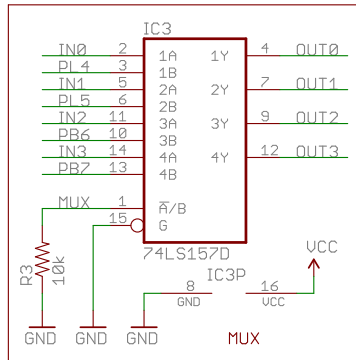 IC3
IN0 2 1A 1Y 4 OUT0
PL4 3 1B
IN1 5 2A 2Y 7 OUT1
PL5 6 2B
IN2 11 3A 3Y 9 OUT2
PB6 10 3B
IN3 14 4A 4Y 12 OUT3
PB7 13 4B
MUX 1 A/B
15 G
74LS157D
R3 10k
IC3P
VCC
8 16
GND VCC
GND GND GND MUX